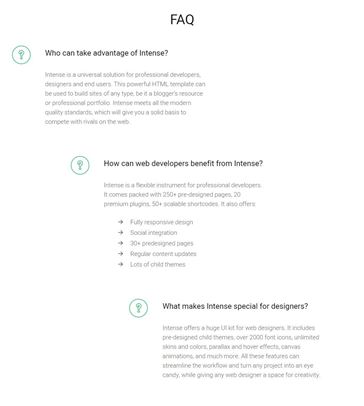 FAQ
Who can take advantage of Intense?
Intense is a universal solution for professional developers,
designers and end users. This powerful HTML template can
be used to build sites of any type, be it a blogger's resource
or professional portfolio. Intense meets all the modern
quality standards, which will give you a solid basis to
compete with rivals on the web.
How can web developers benefit from Intense?
Intense is a flexible instrument for professional developers.
It comes packed with 250+ pre-designed pages, 20
premium plugins, 50+ scalable shortcodes. It also offers:
Fully responsive design
Social integration
30+ predesigned pages
Regular content updates
Lots of child themes
What makes Intense special for designers?
Intense offers a huge UI kit for web designers. It includes
pre-designed child themes, over 2000 font icons, unlimited
skins and colors, parallax and hover effects, canvas
animations, and much more. All these features can
streamline the workflow and turn any project into an eye
candy, while giving any web designer a space for creativity.